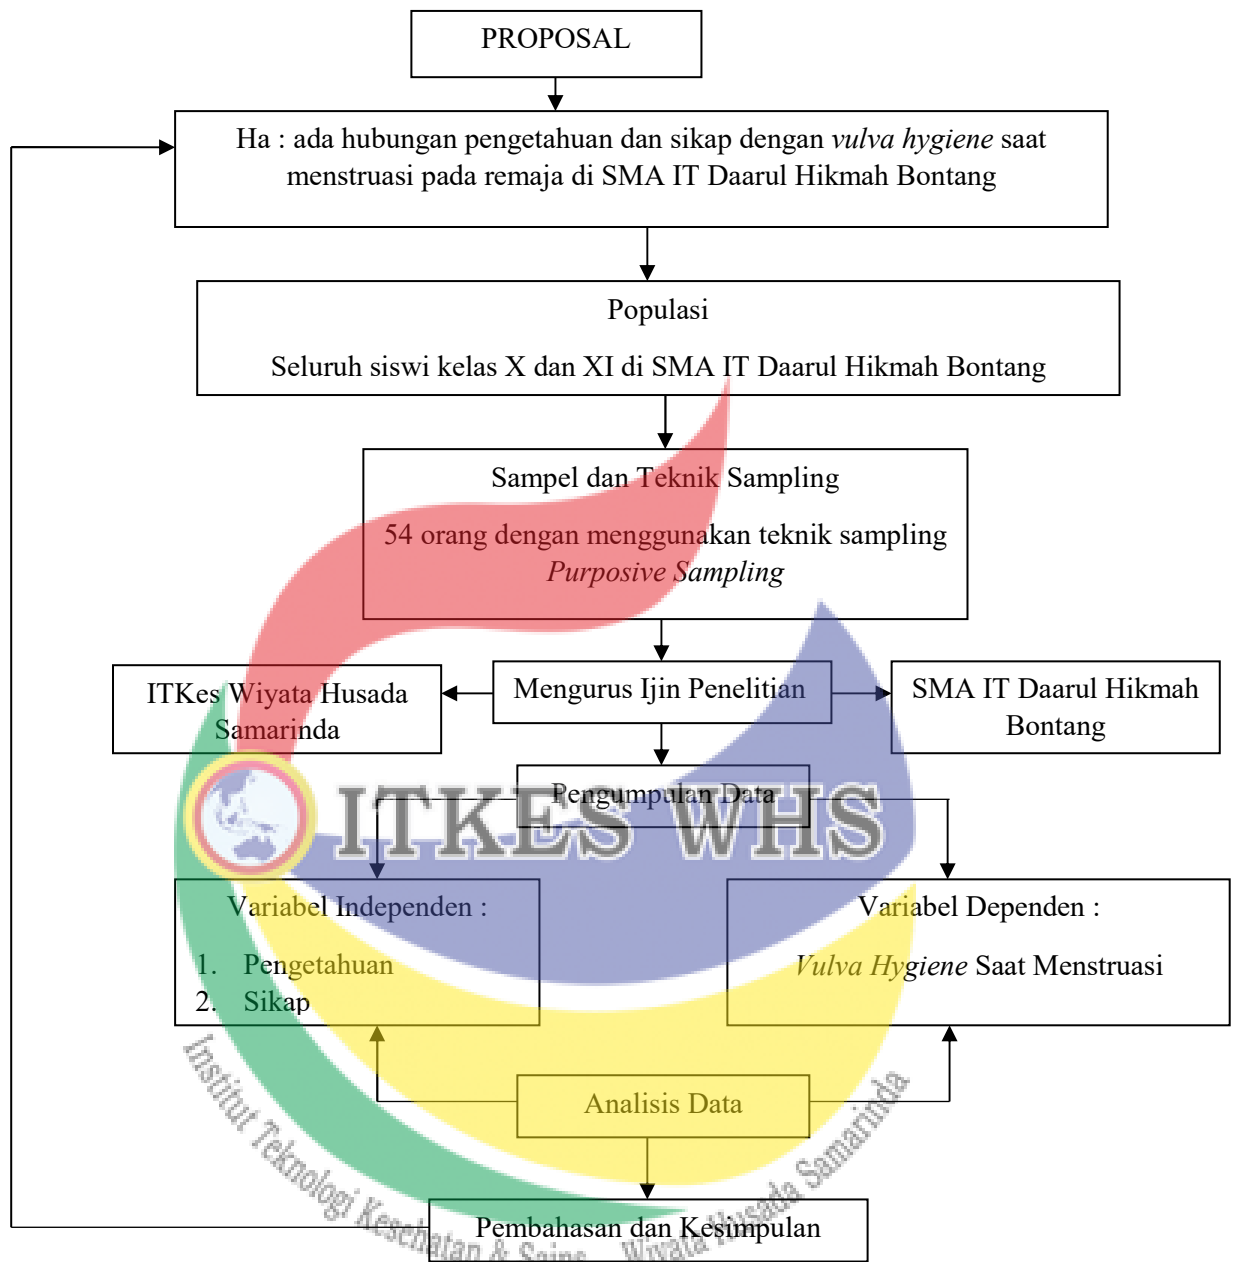 PROPOSAL
Ha : ada hubungan pengetahuan dan sikap dengan vulva hygiene saat
menstruasi pada remaja di SMA IT Daarul Hikmah Bontang
Populasi
Seluruh siswi kelas X dan XI di SMA IT Daarul Hikmah Bontang
Sampel dan Teknik Sampling
54 orang dengan menggunakan teknik sampling
Purposive Sampling
ITKes Wiyata Husada
Samarinda
Mengurus Ijin Penelitian
SMA IT Daarul Hikmah
Bontang
Pengumpulan Data
ITKES WHS
Variabel Independen :
1. Pengetahuan
2. Sikap
Variabel Dependen :
Vulva Hygiene Saat Menstruasi
Analisis Data
Pembahasan dan Kesimpulan
Institut Teknologi Kesehatan & Sains Wiyata Husada Samarinda